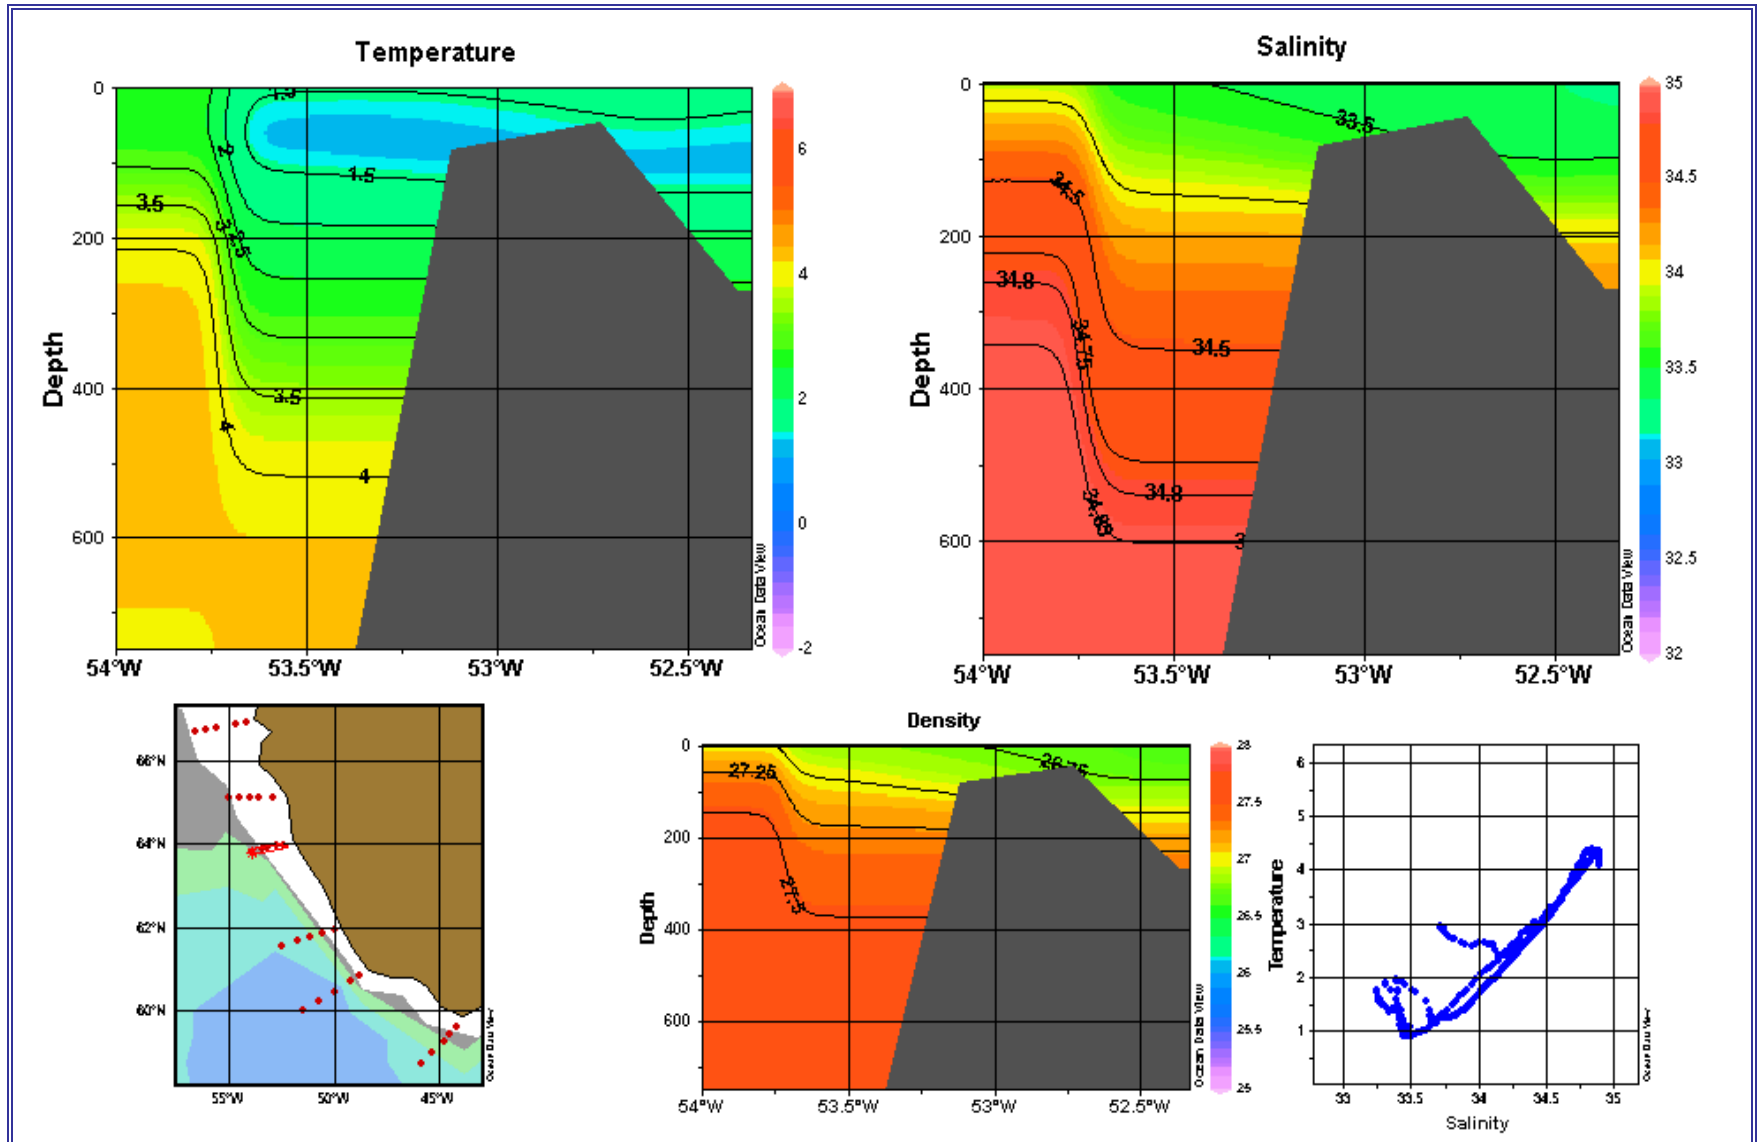 Temperature
0
200
400
600
Depth
54°W
53.5°W
53°W
52.5°W
1.5
2
1.5
3.5
3
2.5
3.5
4
4
6
4
2
0
-2
Ocean Data View
Salinity
0
200
400
600
Depth
54°W
53.5°W
53°W
52.5°W
33.5
34.5
34.8
34.75
34.5
34.8
34.85
3
35
34.5
34
33.5
33
32.5
32
Ocean Data View
66°N
64°N
62°N
60°N
55°W
50°W
45°W
Ocean Data View
Density
0
200
400
600
Depth
54°W
53.5°W
53°W
52.5°W
27.25
26.75
27.5
28
27.5
27
26.5
26
25.5
25
Ocean Data View
Temperature
6
5
4
3
2
1
33
33.5
34
34.5
35
Salinity
Ocean Data View